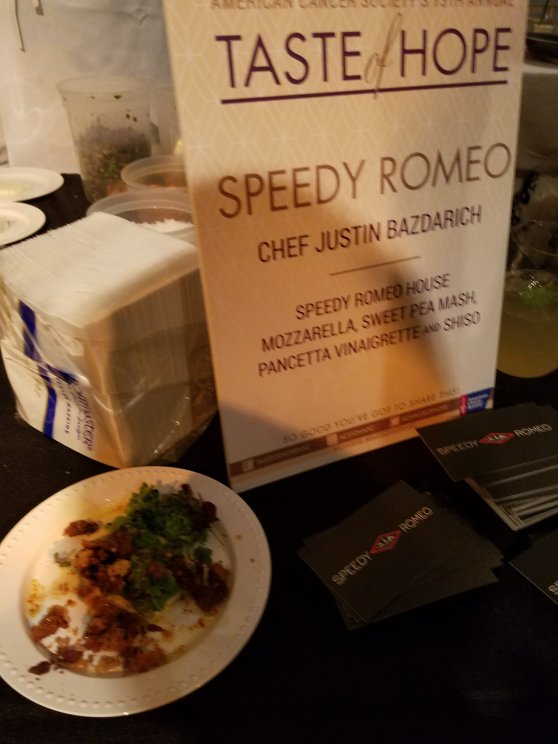 AMERICAN CANCER SOCIETY'S 13TH ANNUAL
TASTE of HOPE
SPEEDY ROMEO
CHEF JUSTIN BAZDARICH
SPEEDY ROMEO HOUSE
MOZZARELLA, SWEET PEA MASH,
PANCETTA VINAIGRETTE AND SHISO
SO GOOD YOU'VE GOT TO SHARE THIS!
SPEEDY ROMEO
SPEEDY ROMEO